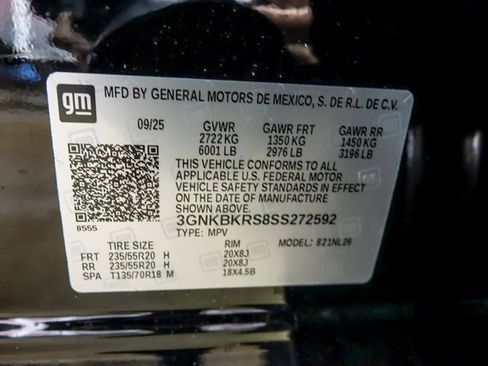 gm
MFD BY GENERAL MOTORS DE MEXICO, S. DE R.L. DE C.V.
09/25 GVWR GAWR FRT GAWR RR
2722 KG 1350 KG 1450 KG
6001 LB 2976 LB 3196 LB
THIS VEHICLE CONFORMS TO ALL
APPLICABLE U.S. FEDERAL MOTOR
VEHICLE SAFETY STANDARDS IN EFFECT
ON THE DATE OF MANUFACTURE SHOWN ABOVE.
3GNKBKRS8SS272592
8555
TYPE: MPV MODEL: 821NL26
TIRE SIZE RIM
FRT 235/55R20 H 20X8J
RR 235/55R20 H 20X8J
SPA T135/70R18 M 18X4.5B